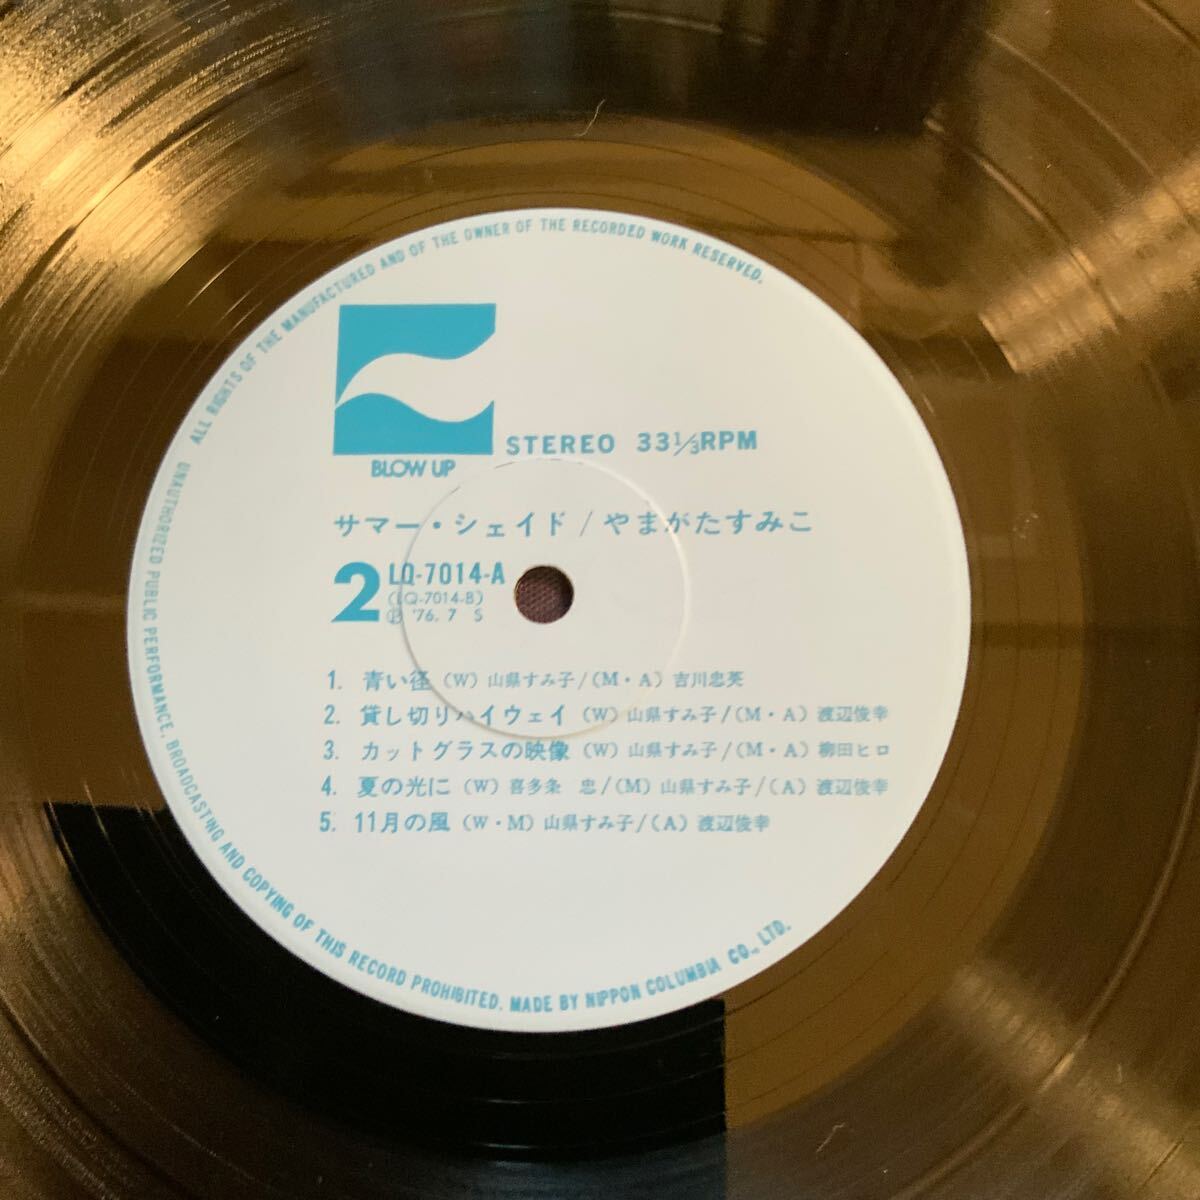 ALL RIGHTS OF THE MANUFACTURED AND OF THE OWNER OF THE RECORDED WORK RESERVED.
BLOW UP
STEREO 33⅓RPM
サマー・シェイド / やまがたすみこ
2
LQ-7014-A
(LQ-7014-B)
Ⓟ '76. 7 S
1. 青い径 (W) 山県すみ子/(M・A) 吉川忠英
2. 貸し切りハイウェイ (W) 山県すみ子/(M・A) 渡辺俊幸
3. カットグラスの映像 (W) 山県すみ子/(M・A) 柳田ヒロ
4. 夏の光に (W) 喜多条 忠/(M) 山県すみ子/(A) 渡辺俊幸
5. 11月の風 (W・M) 山県すみ子/(A) 渡辺俊幸
UNAUTHORIZED PUBLIC PERFORMANCE, BROADCASTING AND COPYING OF THIS RECORD PROHIBITED. MADE BY NIPPON COLUMBIA CO., LTD.